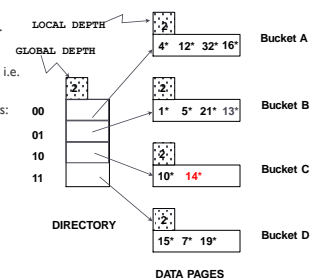 LOCAL DEPTH
2
4* 12* 32* 16*
Bucket A
GLOBAL DEPTH
i.e.
2
2
1* 5* 21* 13*
Bucket B
s:
00
01
2
10
10* 14*
Bucket C
11
DIRECTORY
2
15* 7* 19*
Bucket D
DATA PAGES